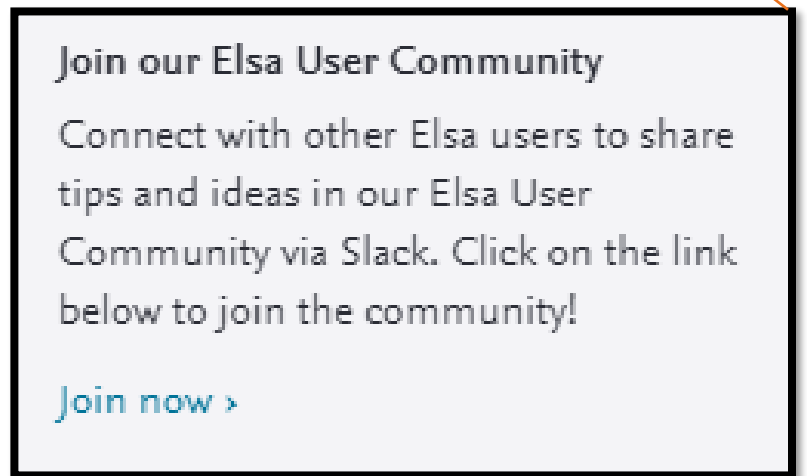 Join our Elsa User Community
Connect with other Elsa users to share
tips and ideas in our Elsa User
Community via Slack. Click on the link
below to join the community!
Join now ›